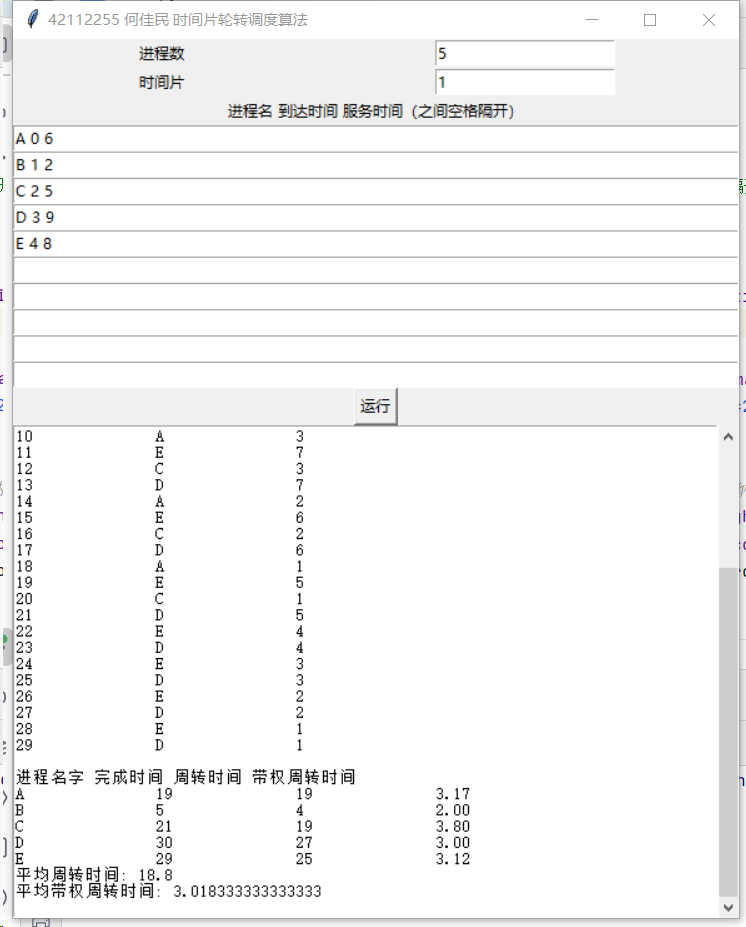 42112255 何佳民 时间片轮转调度算法
进程数 5
时间片 1
进程名 到达时间 服务时间（之间空格隔开）
A 0 6
B 1 2
C 2 5
D 3 9
E 4 8
运行
10 A 3
11 E 7
12 C 3
13 D 7
14 A 2
15 E 6
16 C 2
17 D 6
18 A 1
19 E 5
20 C 1
21 D 5
22 E 4
23 D 4
24 E 3
25 D 3
26 E 2
27 D 2
28 E 1
29 D 1
进程名字 完成时间 周转时间 带权周转时间
A 19 19 3.17
B 5 4 2.00
C 21 19 3.80
D 30 27 3.00
E 29 25 3.12
平均周转时间: 18.8
平均带权周转时间: 3.018333333333333